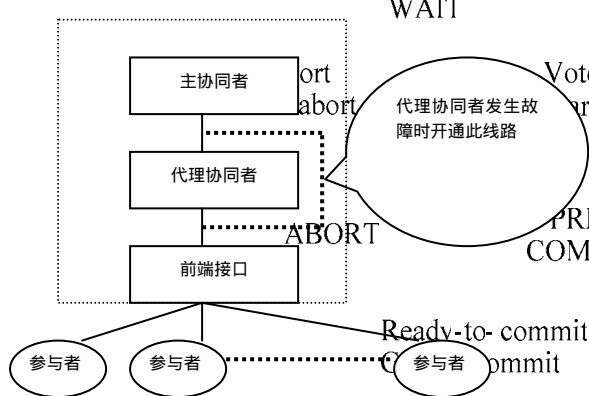 WAIT
主协同者
ort
abort
代理协同者发生故
障时开通此线路
Vote
代理协同者
ABORT
前端接口
COM
Ready-to- commit
ommit
参与者
参与者
参与者